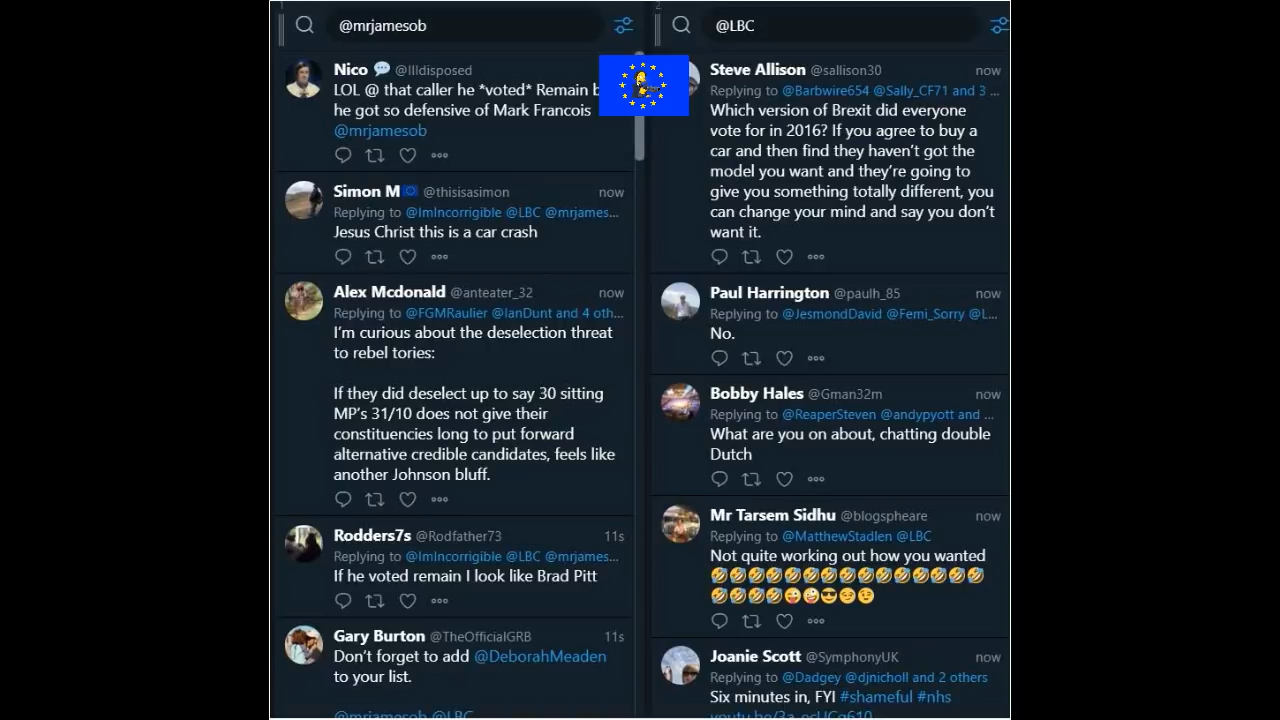 1
@mrjamesob
Nico 💬 @llldisposed
LOL @ that caller he *voted* Remain
he got so defensive of Mark Francois
@mrjamesob
Simon M🇪🇺 @thisisasimon now
Replying to @ImIncorrigible @LBC @mrjames...
Jesus Christ this is a car crash
Alex Mcdonald @anteater_32 now
Replying to @FGMRaulier @IanDunt and 4 oth...
I'm curious about the deselection threat
to rebel tories:
If they did deselect up to say 30 sitting
MP's 31/10 does not give their
constituencies long to put forward
alternative credible candidates, feels like
another Johnson bluff.
Rodders7s @Rodfather73 11s
Replying to @ImIncorrigible @LBC @mrjames...
If he voted remain I look like Brad Pitt
Gary Burton @TheOfficialGRB 11s
Don't forget to add @DeborahMeaden
to your list.
@mrjamesob @LBC
2
@LBC
Steve Allison @sallison30 now
Replying to @Barbwire654 @Sally_CF71 and 3 ...
Which version of Brexit did everyone
vote for in 2016? If you agree to buy a
car and then find they haven't got the
model you want and they're going to
give you something totally different, you
can change your mind and say you don't
want it.
Paul Harrington @paulh_85 now
Replying to @JesmondDavid @Femi_Sorry @L...
No.
Bobby Hales @Gman32m now
Replying to @ReaperSteven @andypyott and ...
What are you on about, chatting double
Dutch
Mr Tarsem Sidhu @blogspheare now
Replying to @MatthewStadlen @LBC
Not quite working out how you wanted
🤣🤣🤣🤣🤣🤣🤣🤣🤣🤣🤣🤣🤣🤣🤣
🤣🤣🤣🤣😜🤪😎😏😉
Joanie Scott @SymphonyUK now
Replying to @Dadgey @djnicholl and 2 others
Six minutes in, FYI #shameful #nhs